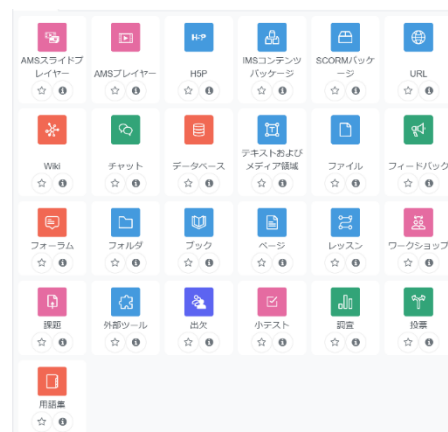 AMSスライドプ
レイヤー
AMSプレイヤー
H-P
H5P
IMSコンテンツ
パッケージ
SCORMパッケ
ージ
URL
Wiki
チャット
データベース
テキストおよび
メディア領域
ファイル
フィードバック
フォーラム
フォルダ
ブック
ページ
レッスン
ワークショップ
課題
外部ツール
出欠
小テスト
調査
投票
用語集